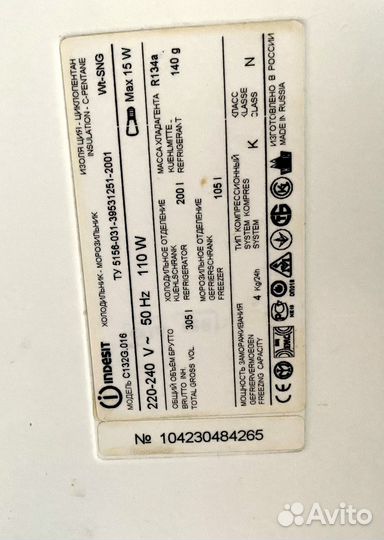 INDESIT
МОДЕЛЬ C132G.016
ХОЛОДИЛЬНИК - МОРОЗИЛЬНИК
ТУ 5156-031-39531251-2001
ИЗОЛЯЦИЯ - ЦИКЛОПЕНТАН
INSULATION - C-PENTANE
Wt-SNG
220-240 V ~ 50 Hz 110 W
Max 15 W
ОБЩИЙ ОБЪЕМ БРУТТО
BRUTTO INH.
TOTAL GROSS VOL.
305 l
ХОЛОДИЛЬНОЕ ОТДЕЛЕНИЕ
KUEHLSCHRANK
REFRIGERATOR
200 l
МАССА ХЛАДАГЕНТА
KUEHLMITTE
REFRIGERANT
R134a
140 g
МОРОЗИЛЬНОЕ ОТДЕЛЕНИЕ
GEFRIERSCHRANK
FREEZER
105 l
МОЩНОСТЬ ЗАМОРАЖИВАНИЯ
GEFRIERVERMOEGEN
FREEZING CAPACITY
4 Kg/24h
ТИП КОМПРЕССИОННЫЙ
SYSTEM KOMPRES
SYSTEM
K
КЛАСС
KLASSE
CLASS
N
ИЗГОТОВЛЕНО В РОССИИ
MADE IN RUSSIA
№ 104230484265
Avito